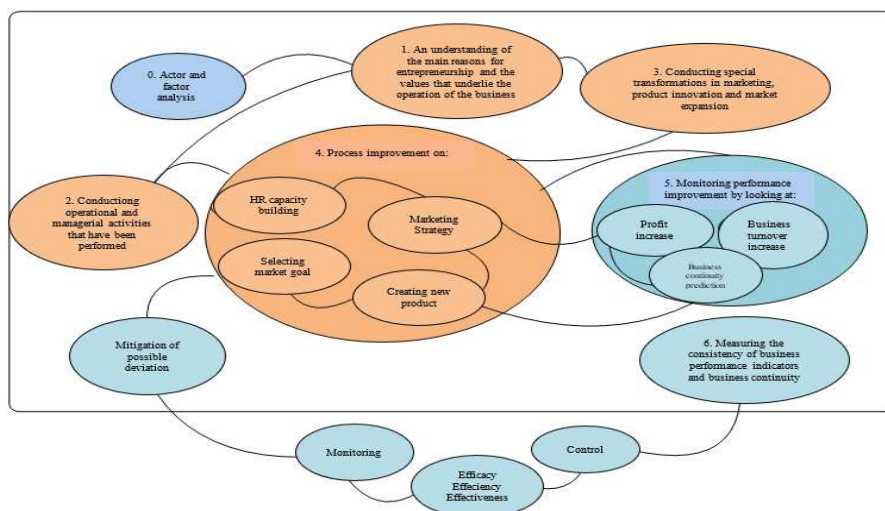 0. Actor and
factor
analysis
1. An understanding of
the main reasons for
entrepreneurship and the
values that underlie the
operation of the business
3. Conducting special
transformations in marketing,
product innovation and market
expansion
2. Conductiong
operational and
managerial activities
that have been
performed
4. Process improvement on:
HR capacity
building
Marketing
Strategy
Selecting
market goal
Creating new
product
5. Monitoring performance
improvement by looking at:
Profit
increase
Business
turnover
increase
Business
continuity
prediction
Mitigation of
possible
deviation
6. Measuring the
consistency of business
performance indicators
and business continuity
Monitoring
Efficacy
Effeciency
Effectiveness
Control